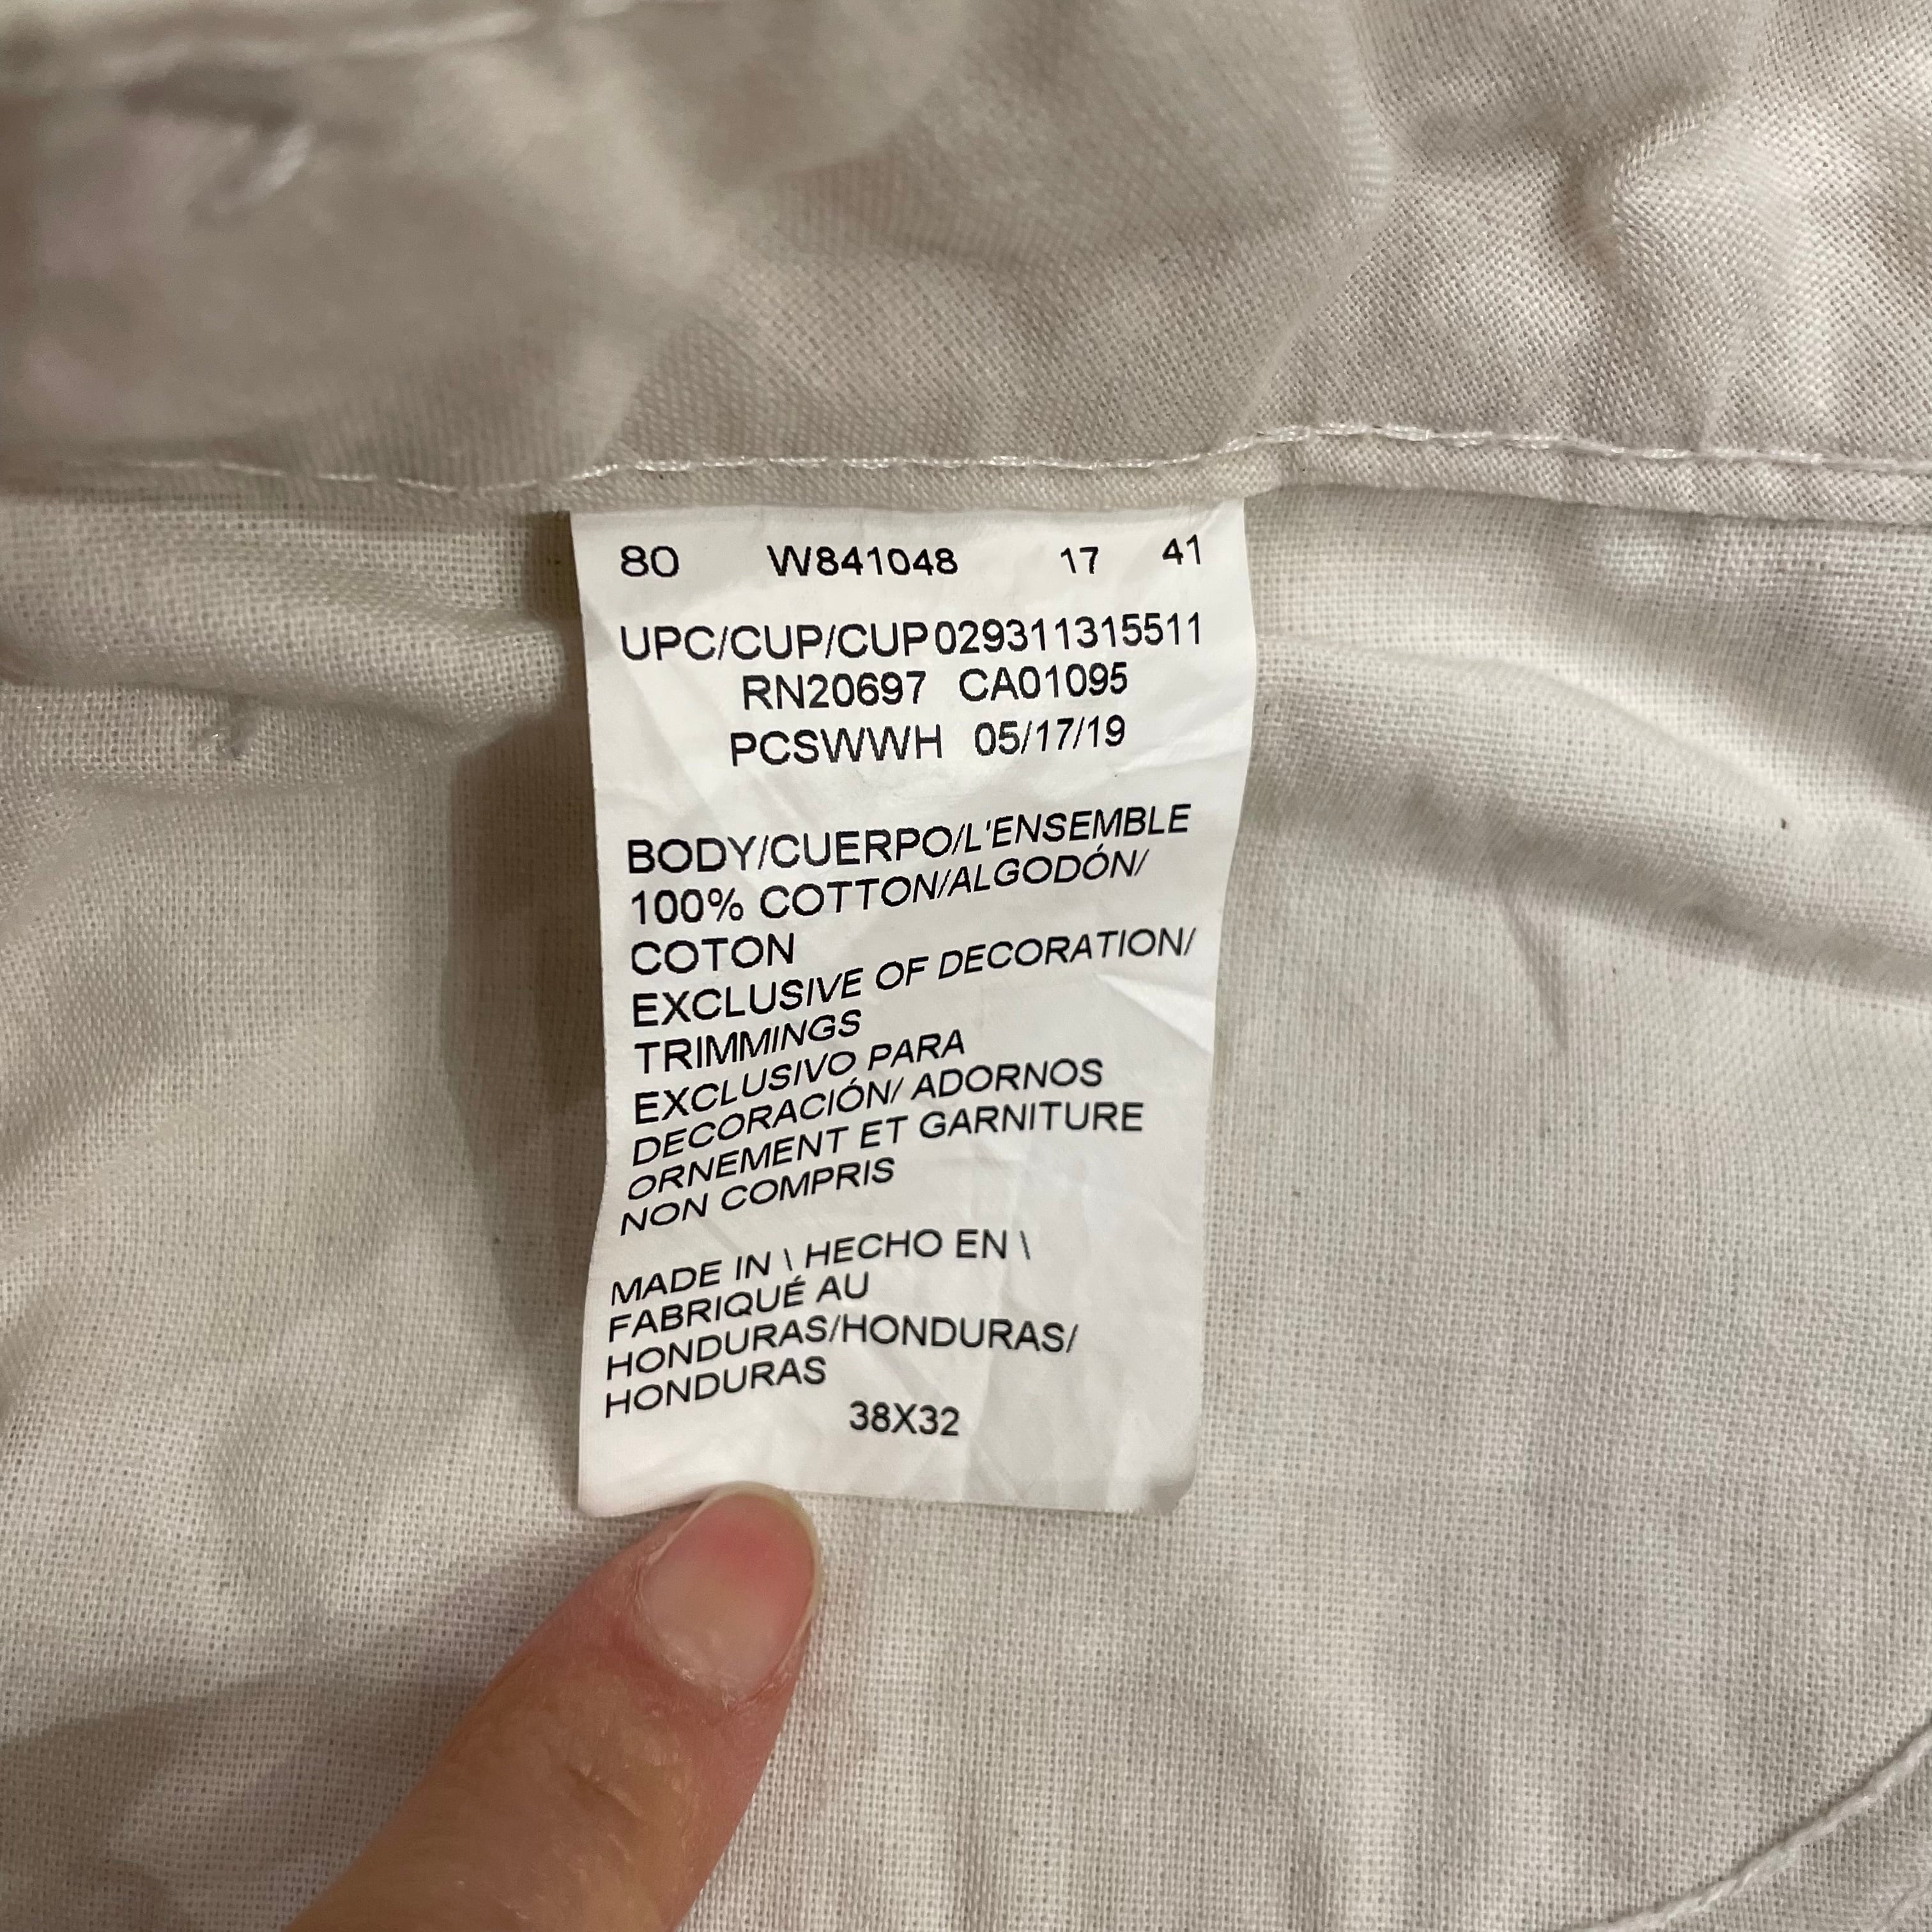 80 W841048 17 41
UPC/CUP/CUP029311315511
RN20697 CA01095
PCSWWH 05/17/19
BODY/CUERPO/L'ENSEMBLE
100% COTTON/ALGODÓN/
COTON
EXCLUSIVE OF DECORATION/
TRIMMINGS
EXCLUSIVO PARA
DECORACIÓN/ ADORNOS
ORNEMENT ET GARNITURE
NON COMPRIS
MADE IN \ HECHO EN \
FABRIQUÉ AU
HONDURAS/HONDURAS/
HONDURAS
38X32